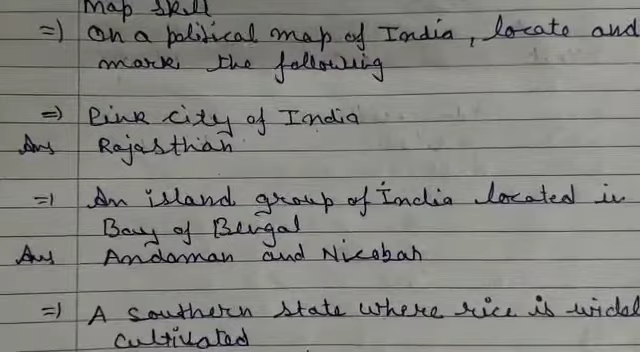 Map skill
=) On a political map of India, locate and
mark the following
=) Pink city of India
Ans Rajasthan
=) An island group of India located in
Bay of Bengal
Ans Andaman and Nicobar
=) A southern state where rice is widel
cultivated